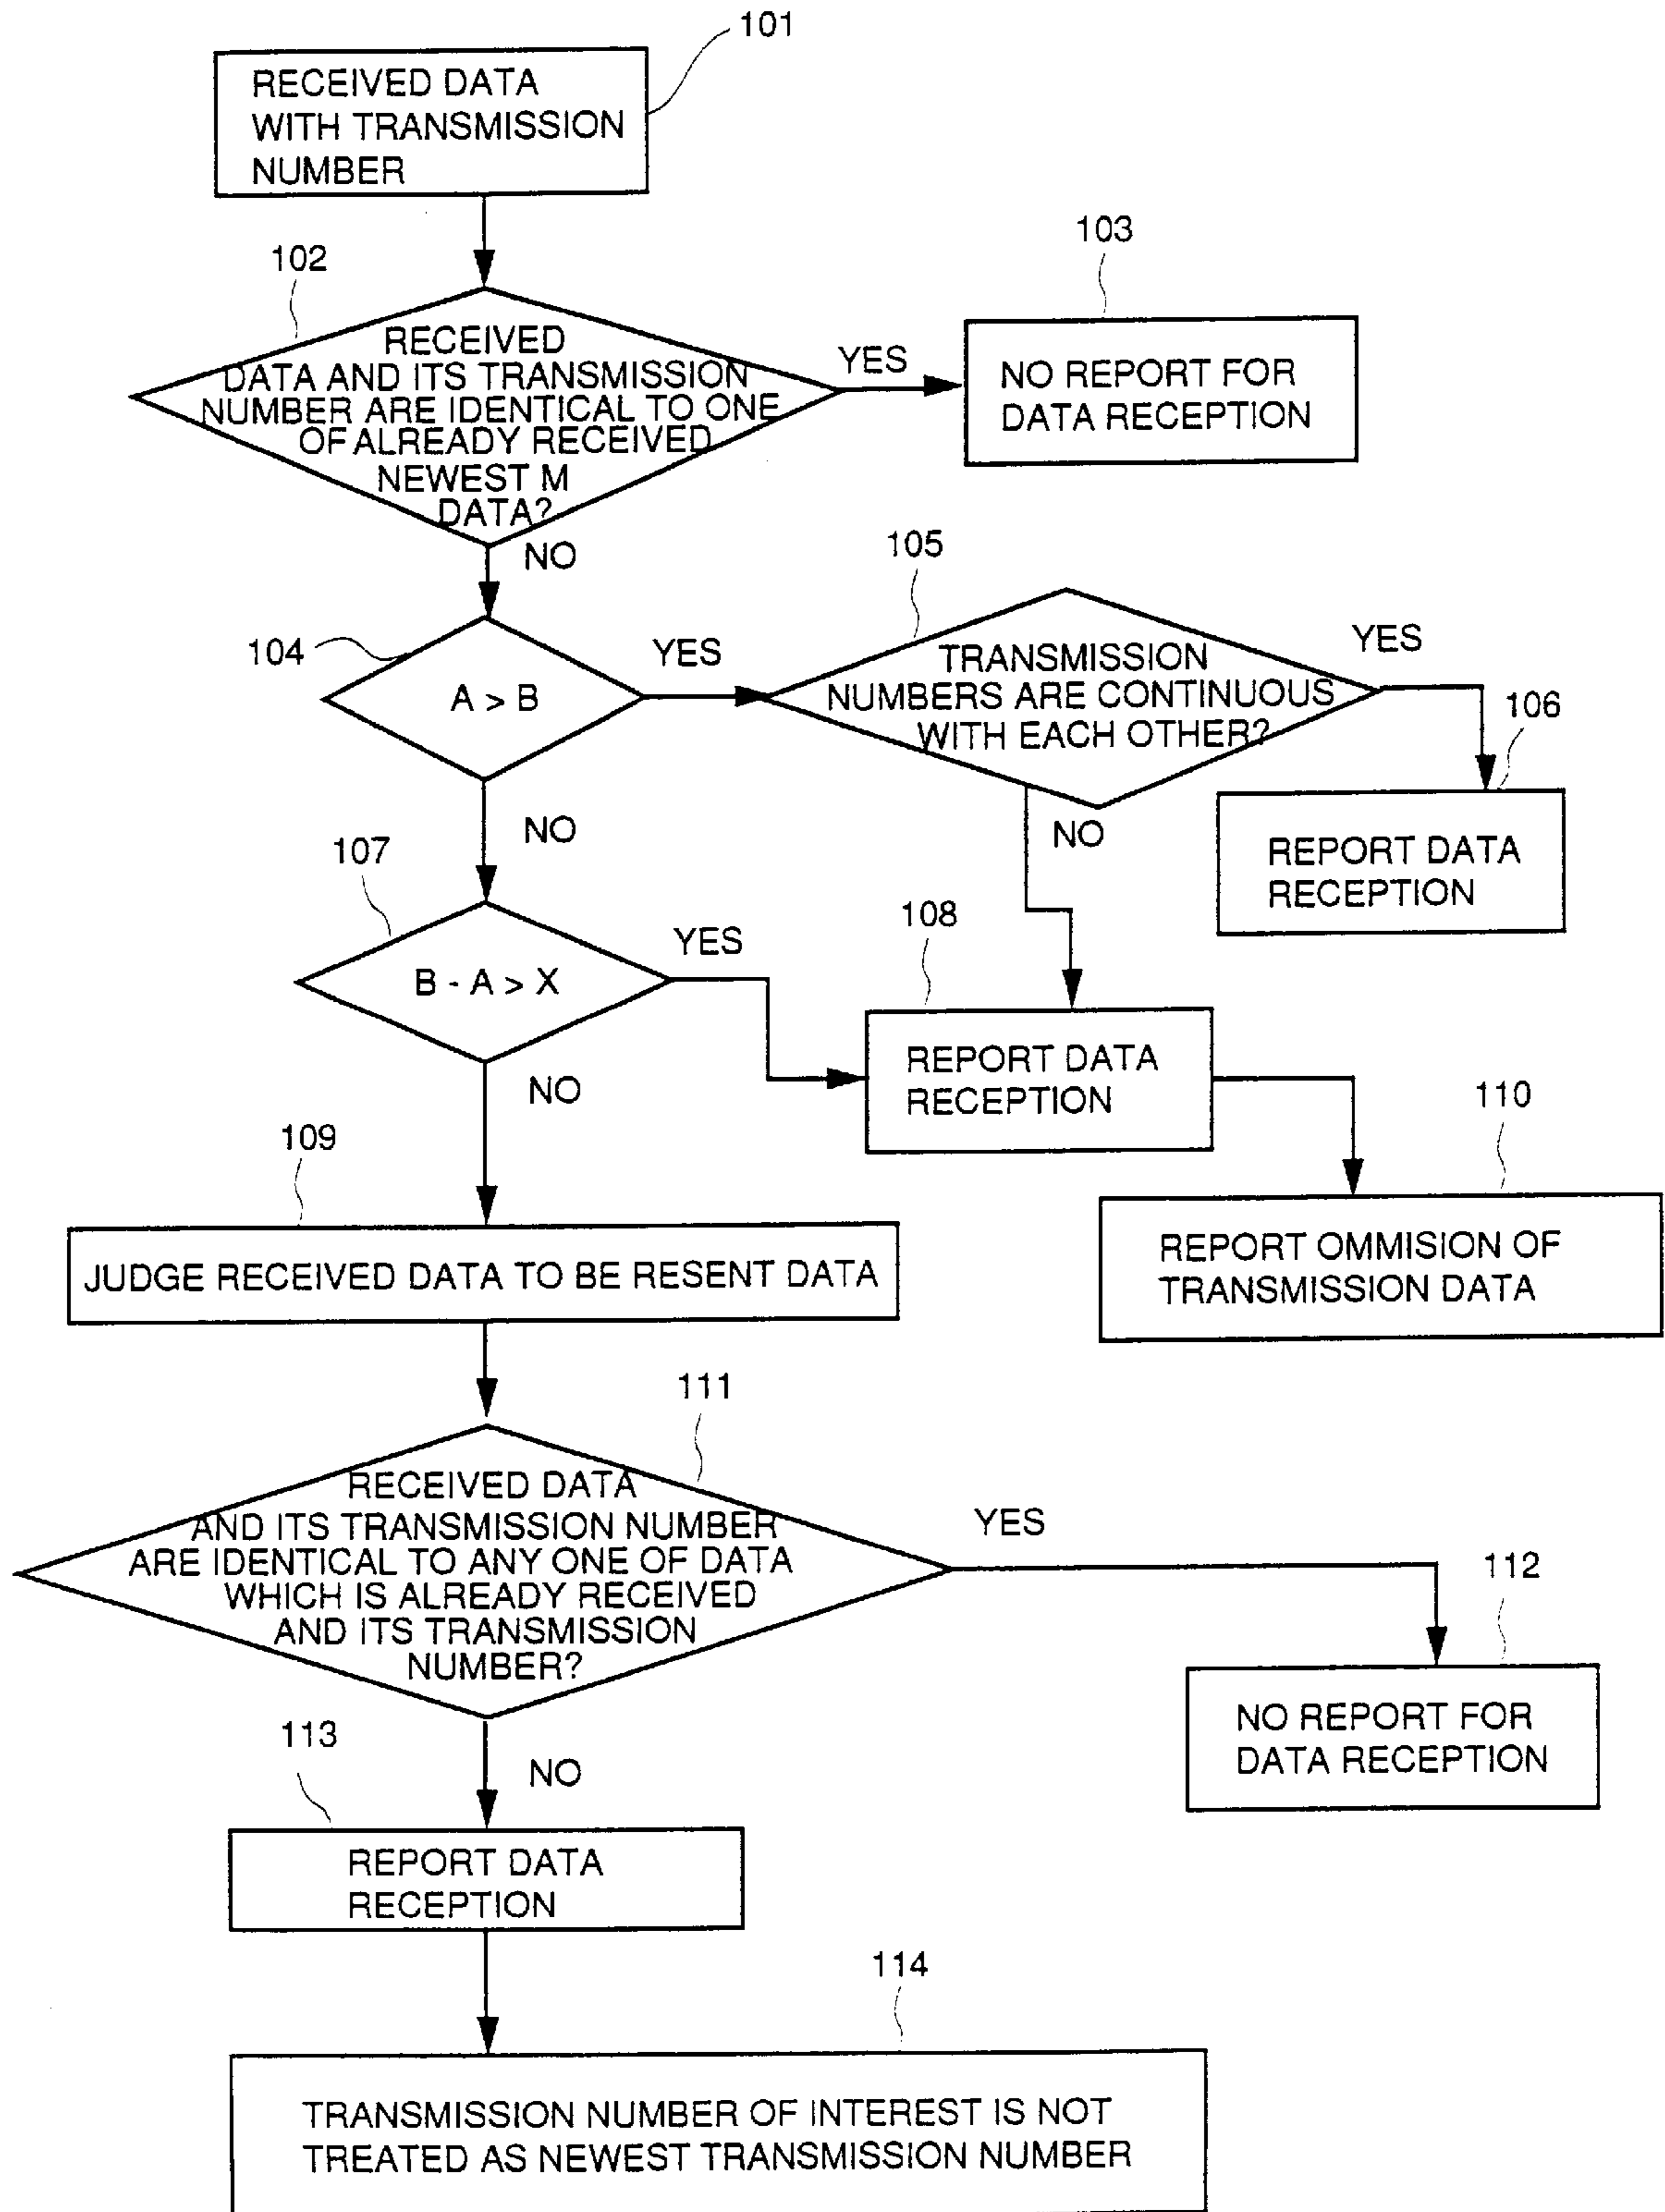 101
RECEIVED DATA
WITH TRANSMISSION
NUMBER
102
RECEIVED
DATA AND ITS TRANSMISSION
NUMBER ARE IDENTICAL TO ONE
OF ALREADY RECEIVED
NEWEST M
DATA?
YES
103
NO REPORT FOR
DATA RECEPTION
NO
104
A > B
YES
105
TRANSMISSION
NUMBERS ARE CONTINUOUS
WITH EACH OTHER?
YES
106
REPORT DATA
RECEPTION
NO
NO
107
B - A > X
YES
108
REPORT DATA
RECEPTION
110
REPORT OMMISION OF
TRANSMISSION DATA
NO
109
JUDGE RECEIVED DATA TO BE RESENT DATA
111
RECEIVED DATA
AND ITS TRANSMISSION NUMBER
ARE IDENTICAL TO ANY ONE OF DATA
WHICH IS ALREADY RECEIVED
AND ITS TRANSMISSION
NUMBER?
YES
112
NO REPORT FOR
DATA RECEPTION
NO
113
REPORT DATA
RECEPTION
114
TRANSMISSION NUMBER OF INTEREST IS NOT
TREATED AS NEWEST TRANSMISSION NUMBER